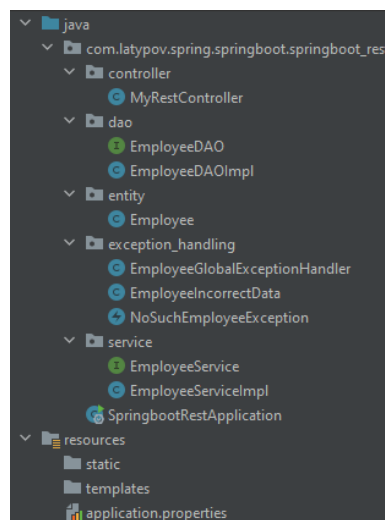 java
com.latypov.spring.springboot.springboot_rest
controller
MyRestController
dao
EmployeeDAO
EmployeeDAOImpl
entity
Employee
exception_handling
EmployeeGlobalExceptionHandler
EmployeeIncorrectData
NoSuchEmployeeException
service
EmployeeService
EmployeeServiceImpl
SpringbootRestApplication
resources
static
templates
application.properties